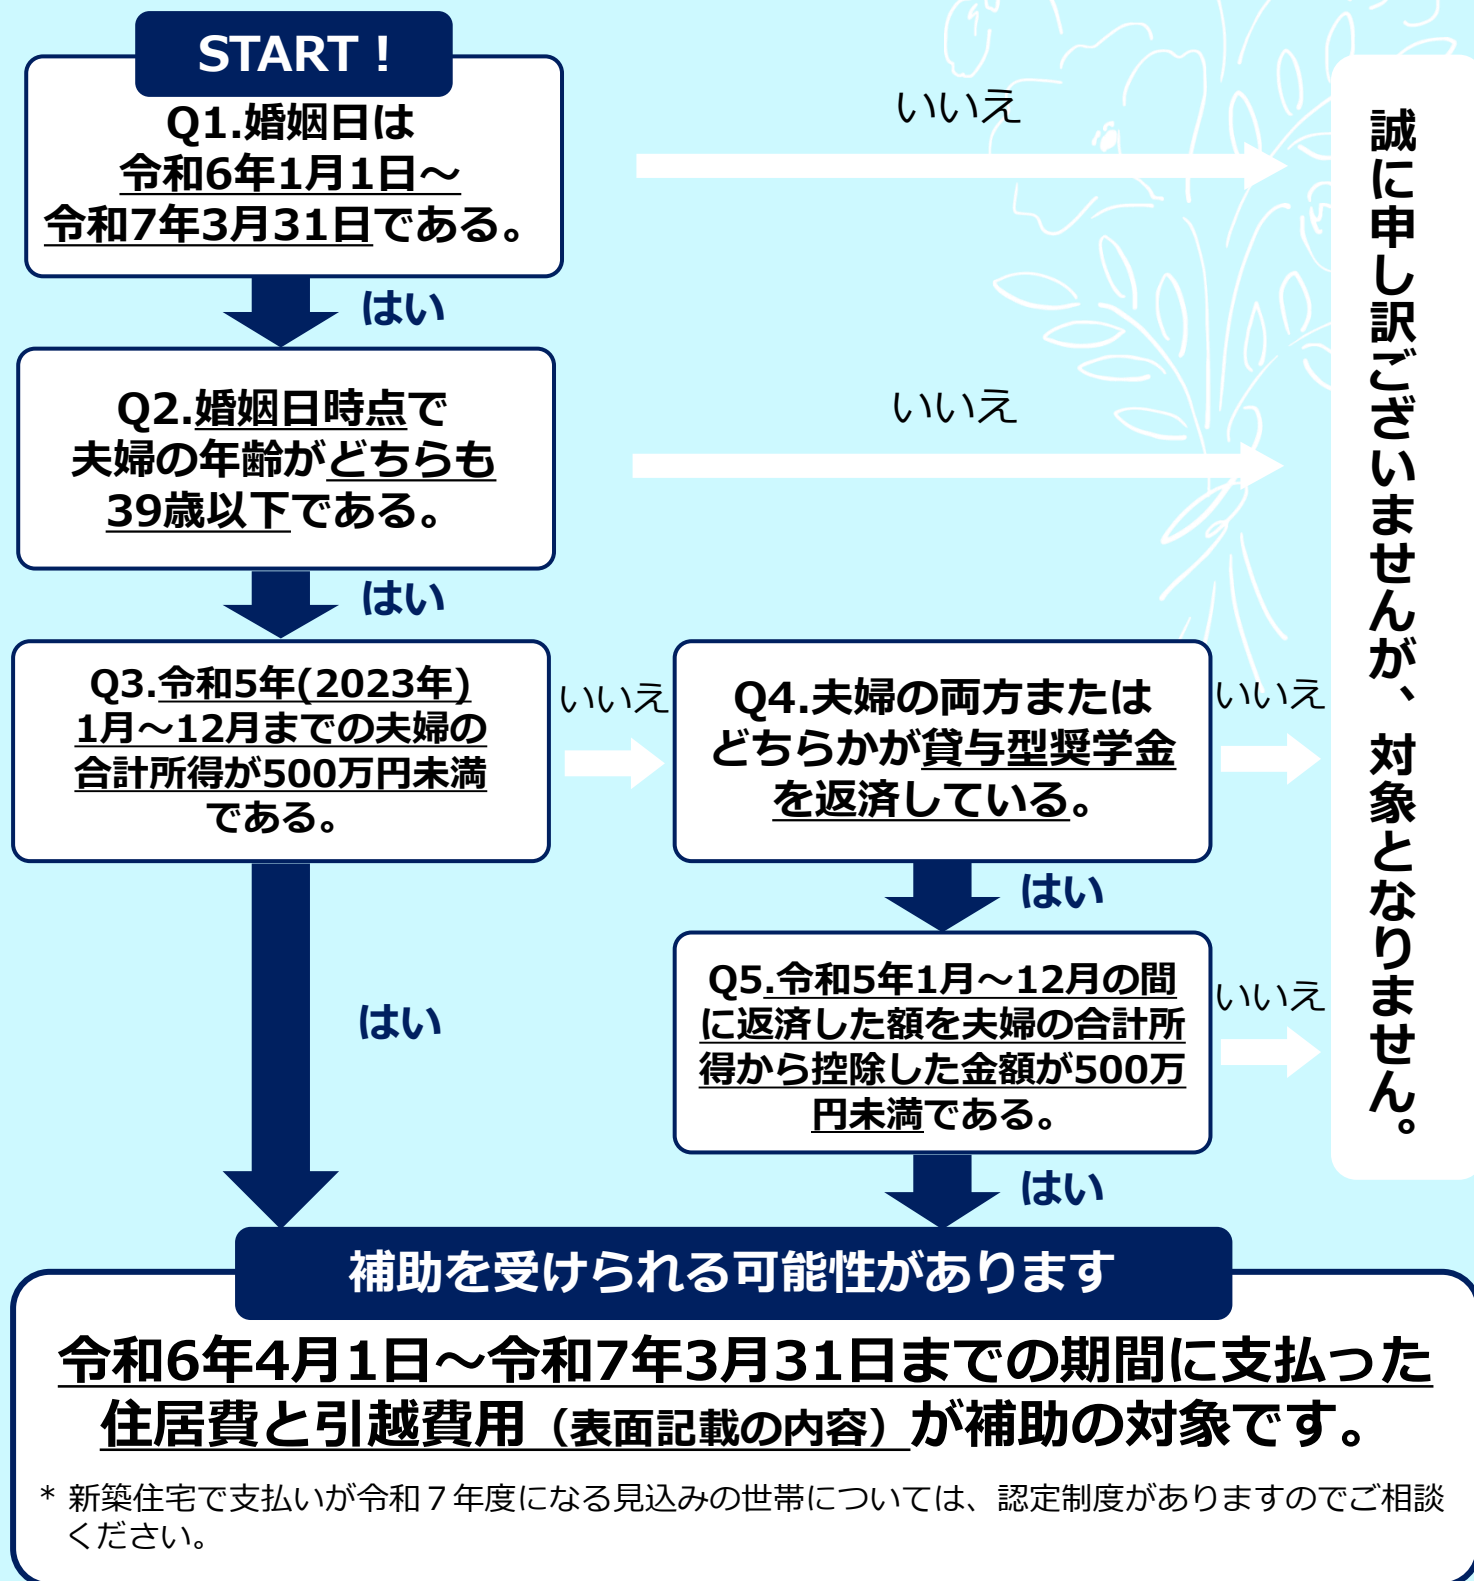 START！
Q1.婚姻日は
令和6年1月1日～
令和7年3月31日である。
いいえ
はい
Q2.婚姻日時点で
夫婦の年齢がどちらも
39歳以下である。
いいえ
はい
Q3.令和5年(2023年)
1月～12月までの夫婦の
合計所得が500万円未満
である。
いいえ
Q4.夫婦の両方または
どちらかが貸与型奨学金
を返済している。
いいえ
はい
Q5.令和5年1月～12月の間
に返済した額を夫婦の合計所
得から控除した金額が500万
円未満である。
いいえ
はい
はい
誠に申し訳ございませんが、対象となりません。
補助を受けられる可能性があります
令和6年4月1日～令和7年3月31日までの期間に支払った
住居費と引越費用（表面記載の内容）が補助の対象です。
* 新築住宅で支払いが令和７年度になる見込みの世帯については、認定制度がありますのでご相談
ください。